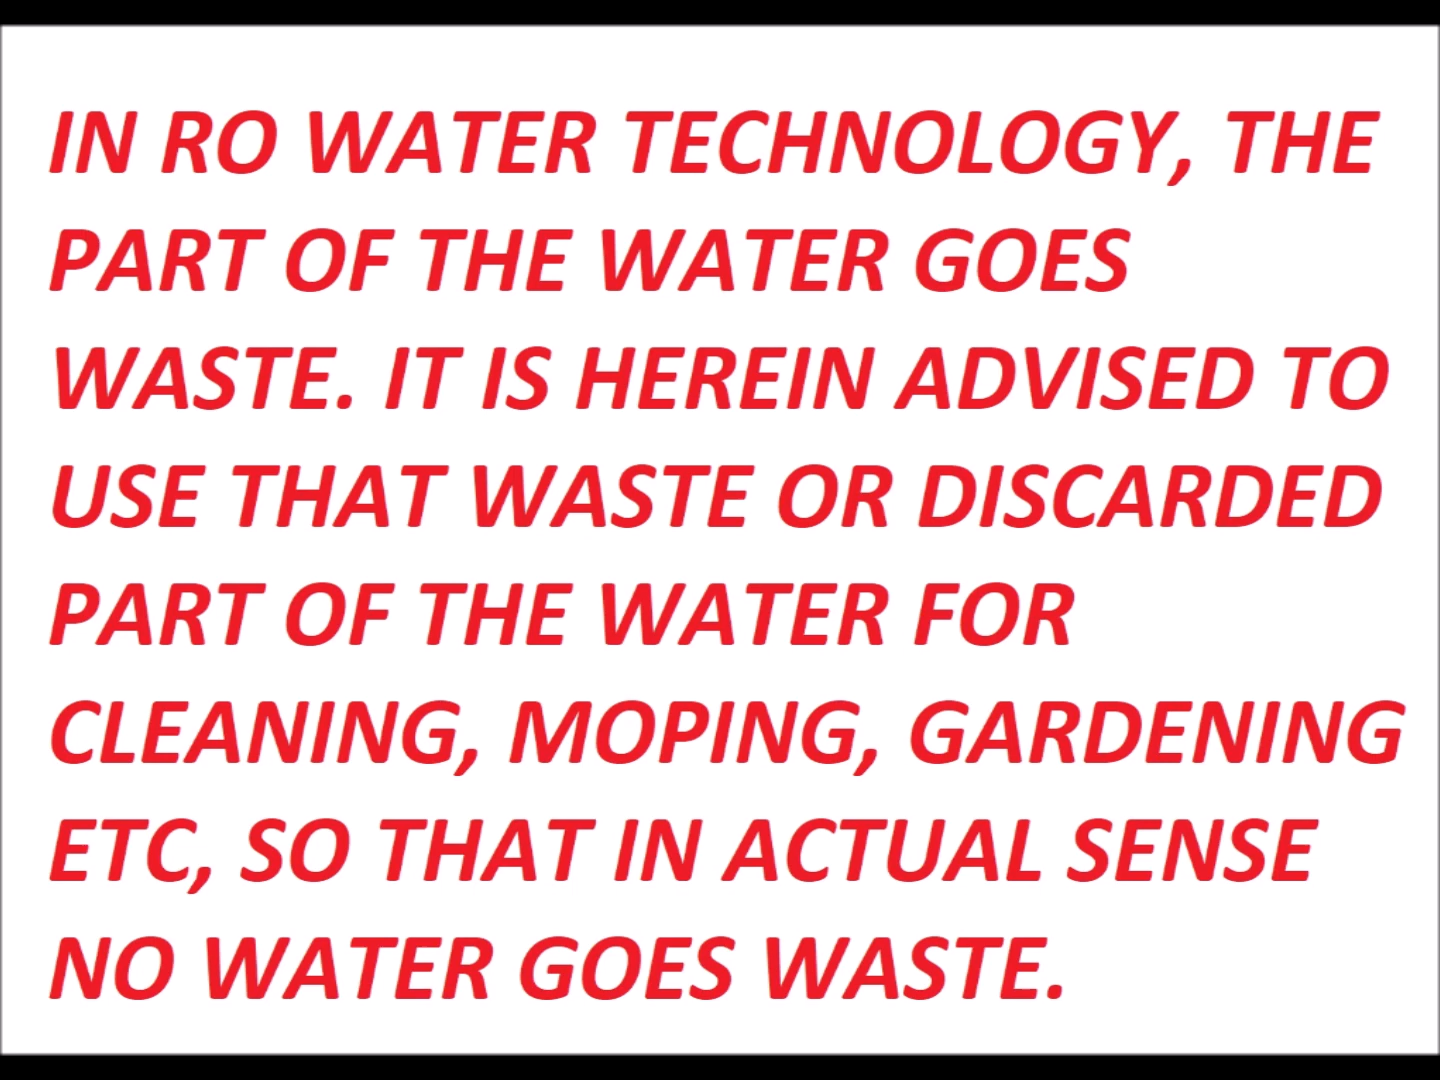 IN RO WATER TECHNOLOGY, THE
PART OF THE WATER GOES
WASTE. IT IS HEREIN ADVISED TO
USE THAT WASTE OR DISCARDED
PART OF THE WATER FOR
CLEANING, MOPING, GARDENING
ETC, SO THAT IN ACTUAL SENSE
NO WATER GOES WASTE.